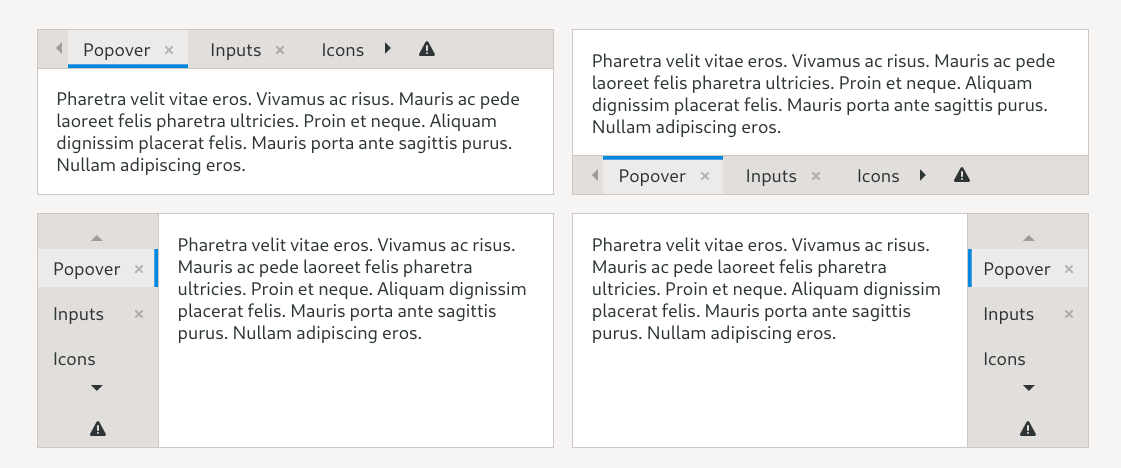 Popover × Inputs × Icons
Pharetra velit vitae eros. Vivamus ac risus. Mauris ac pede
laoreet felis pharetra ultricies. Proin et neque. Aliquam
dignissim placerat felis. Mauris porta ante sagittis purus.
Nullam adipiscing eros.
Pharetra velit vitae eros. Vivamus ac risus. Mauris ac pede
laoreet felis pharetra ultricies. Proin et neque. Aliquam
dignissim placerat felis. Mauris porta ante sagittis purus.
Nullam adipiscing eros.
Popover × Inputs × Icons
Popover ×
Inputs ×
Icons
Pharetra velit vitae eros. Vivamus ac risus.
Mauris ac pede laoreet felis pharetra
ultricies. Proin et neque. Aliquam dignissim
placerat felis. Mauris porta ante sagittis
purus. Nullam adipiscing eros.
Pharetra velit vitae eros. Vivamus ac risus.
Mauris ac pede laoreet felis pharetra
ultricies. Proin et neque. Aliquam dignissim
placerat felis. Mauris porta ante sagittis
purus. Nullam adipiscing eros.
Popover ×
Inputs ×
Icons